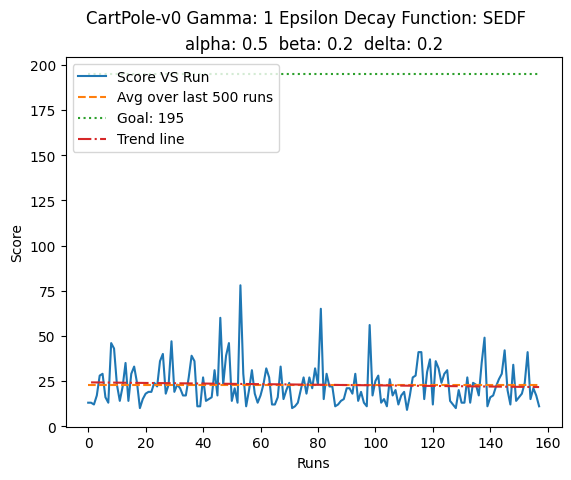 CartPole-v0 Gamma: 1 Epsilon Decay Function: SEDF
alpha: 0.5 beta: 0.2 delta: 0.2
Score VS Run
Avg over last 500 runs
Goal: 195
Trend line
200
175
150
125
100
75
50
25
0
Score
0 20 40 60 80 100 120 140 160
Runs